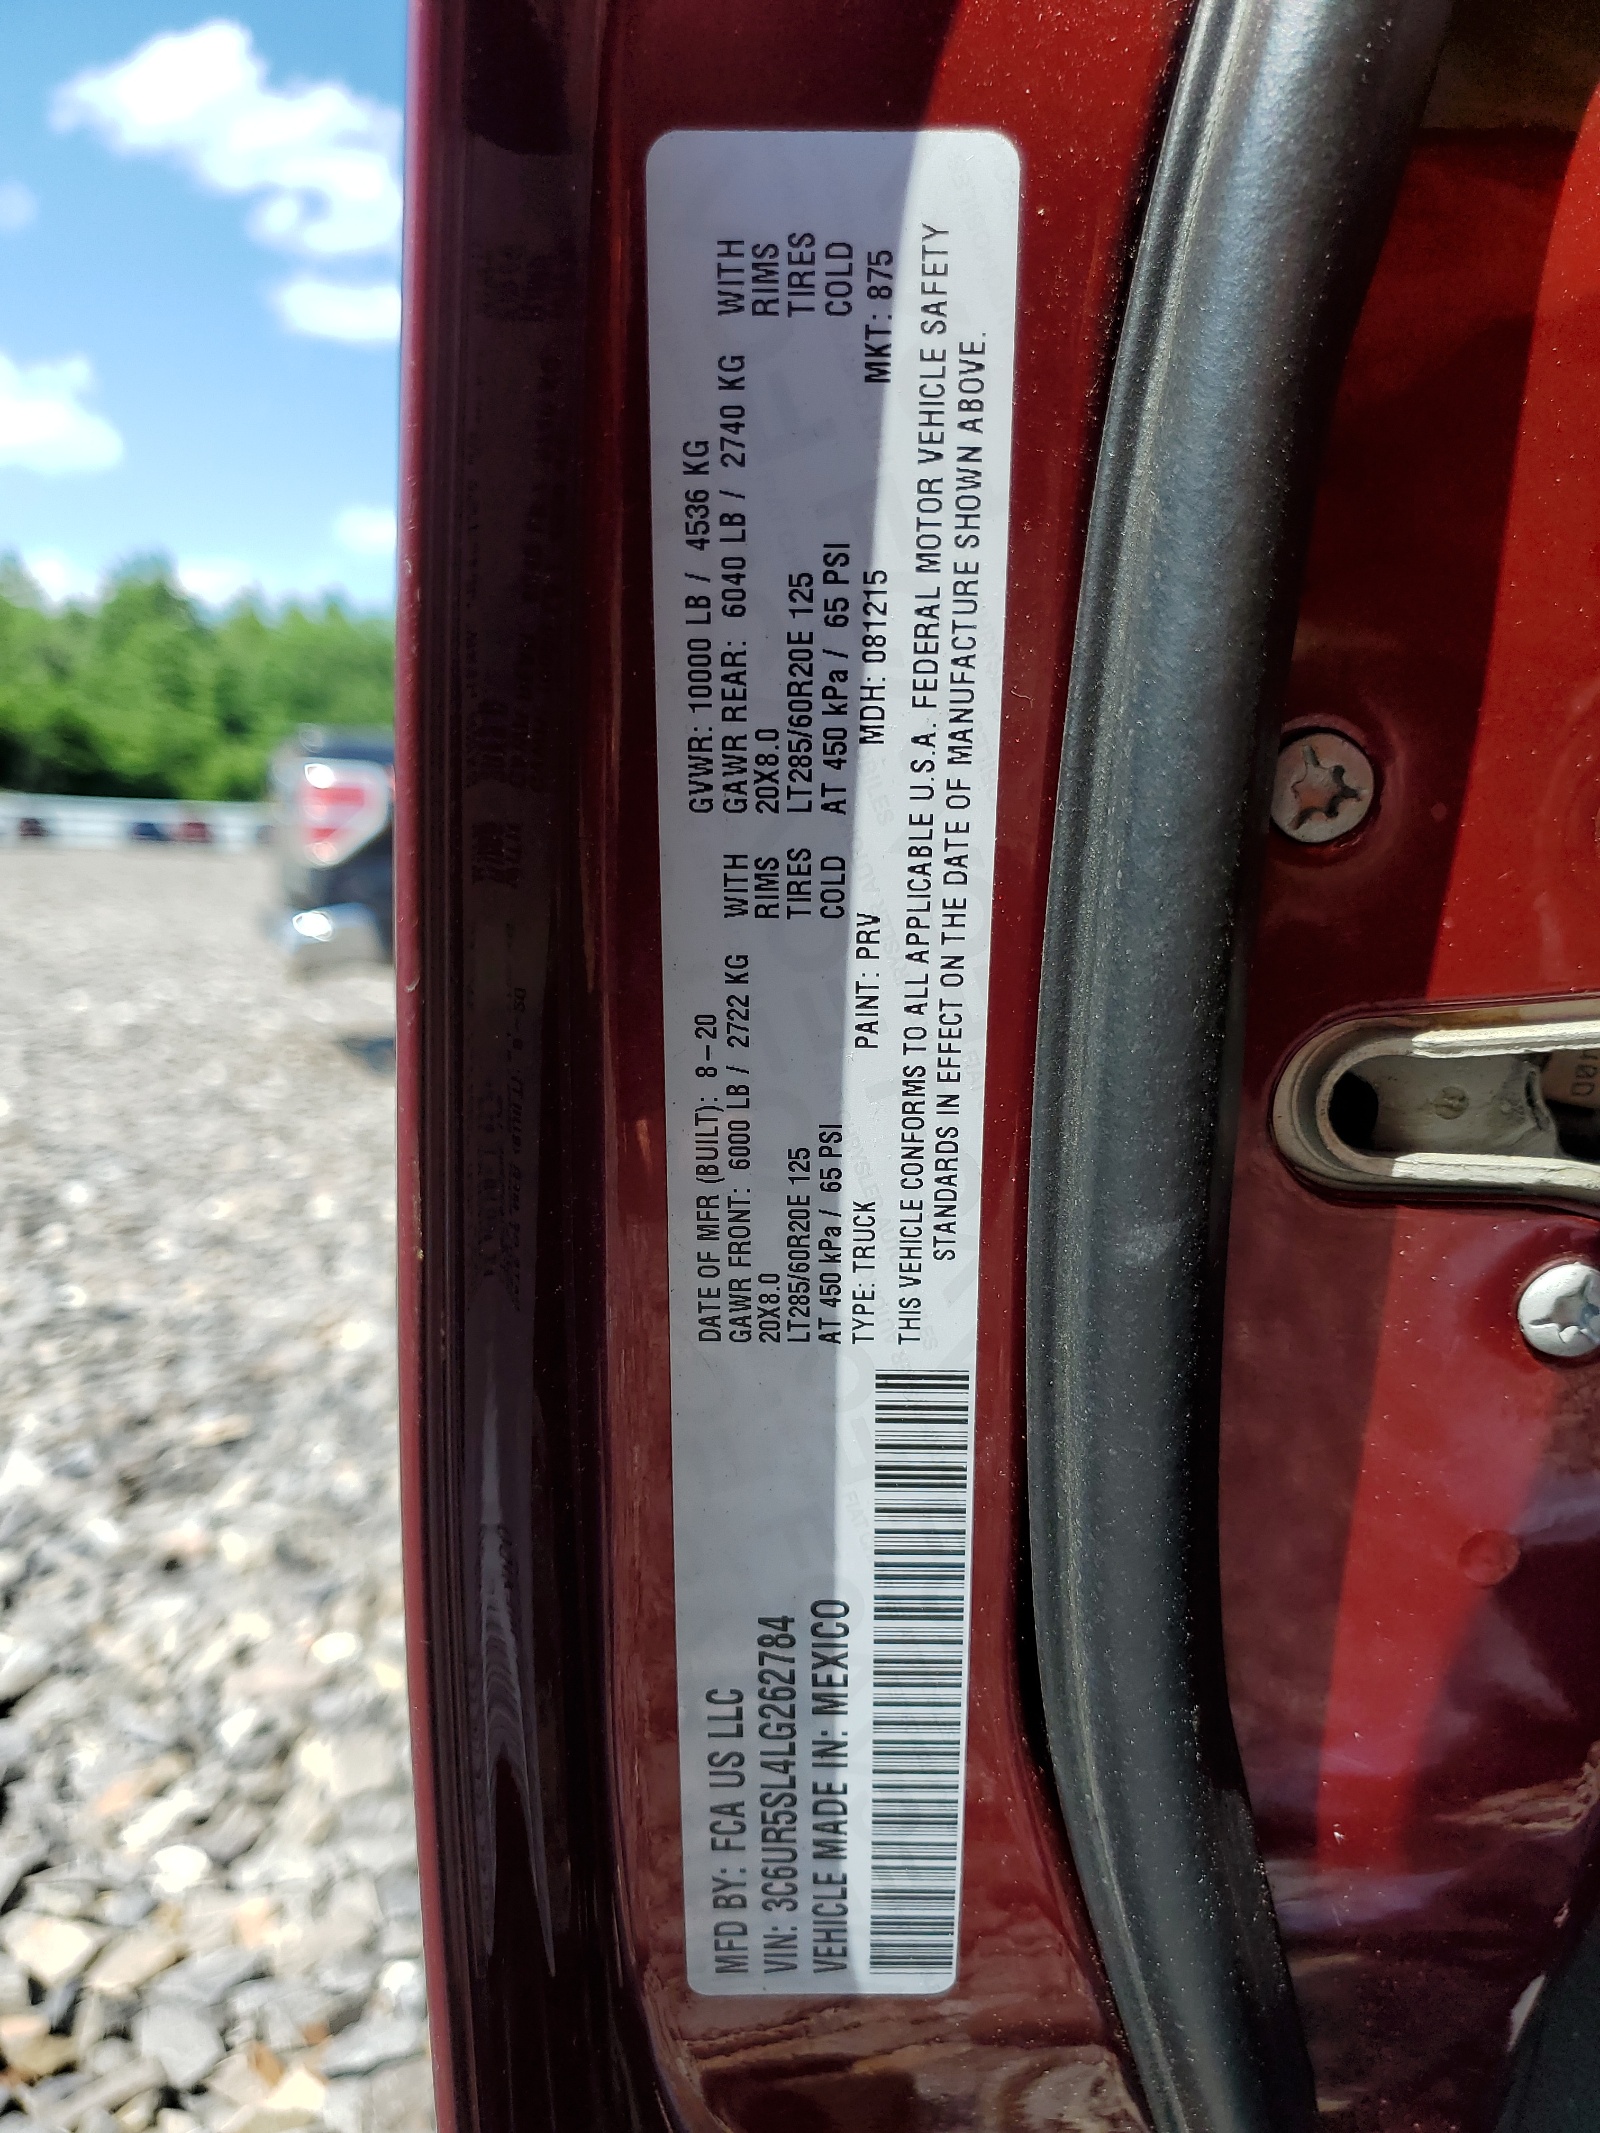 MFD BY: FCA US LLC
VIN: 3C6UR5SL4LG262784
VEHICLE MADE IN: MEXICO
DATE OF MFR (BUILT): 8-20 GVWR: 10000 LB / 4536 KG
GAWR FRONT: 6000 LB / 2722 KG WITH GAWR REAR: 6040 LB / 2740 KG WITH
20X8.0 RIMS 20X8.0 RIMS
LT285/60R20E 125 TIRES LT285/60R20E 125 TIRES
AT 450 kPa / 65 PSI COLD AT 450 kPa / 65 PSI COLD
TYPE: TRUCK PAINT: PRV MDH: 081215 MKT: 875
THIS VEHICLE CONFORMS TO ALL APPLICABLE U.S.A. FEDERAL MOTOR VEHICLE SAFETY
STANDARDS IN EFFECT ON THE DATE OF MANUFACTURE SHOWN ABOVE.